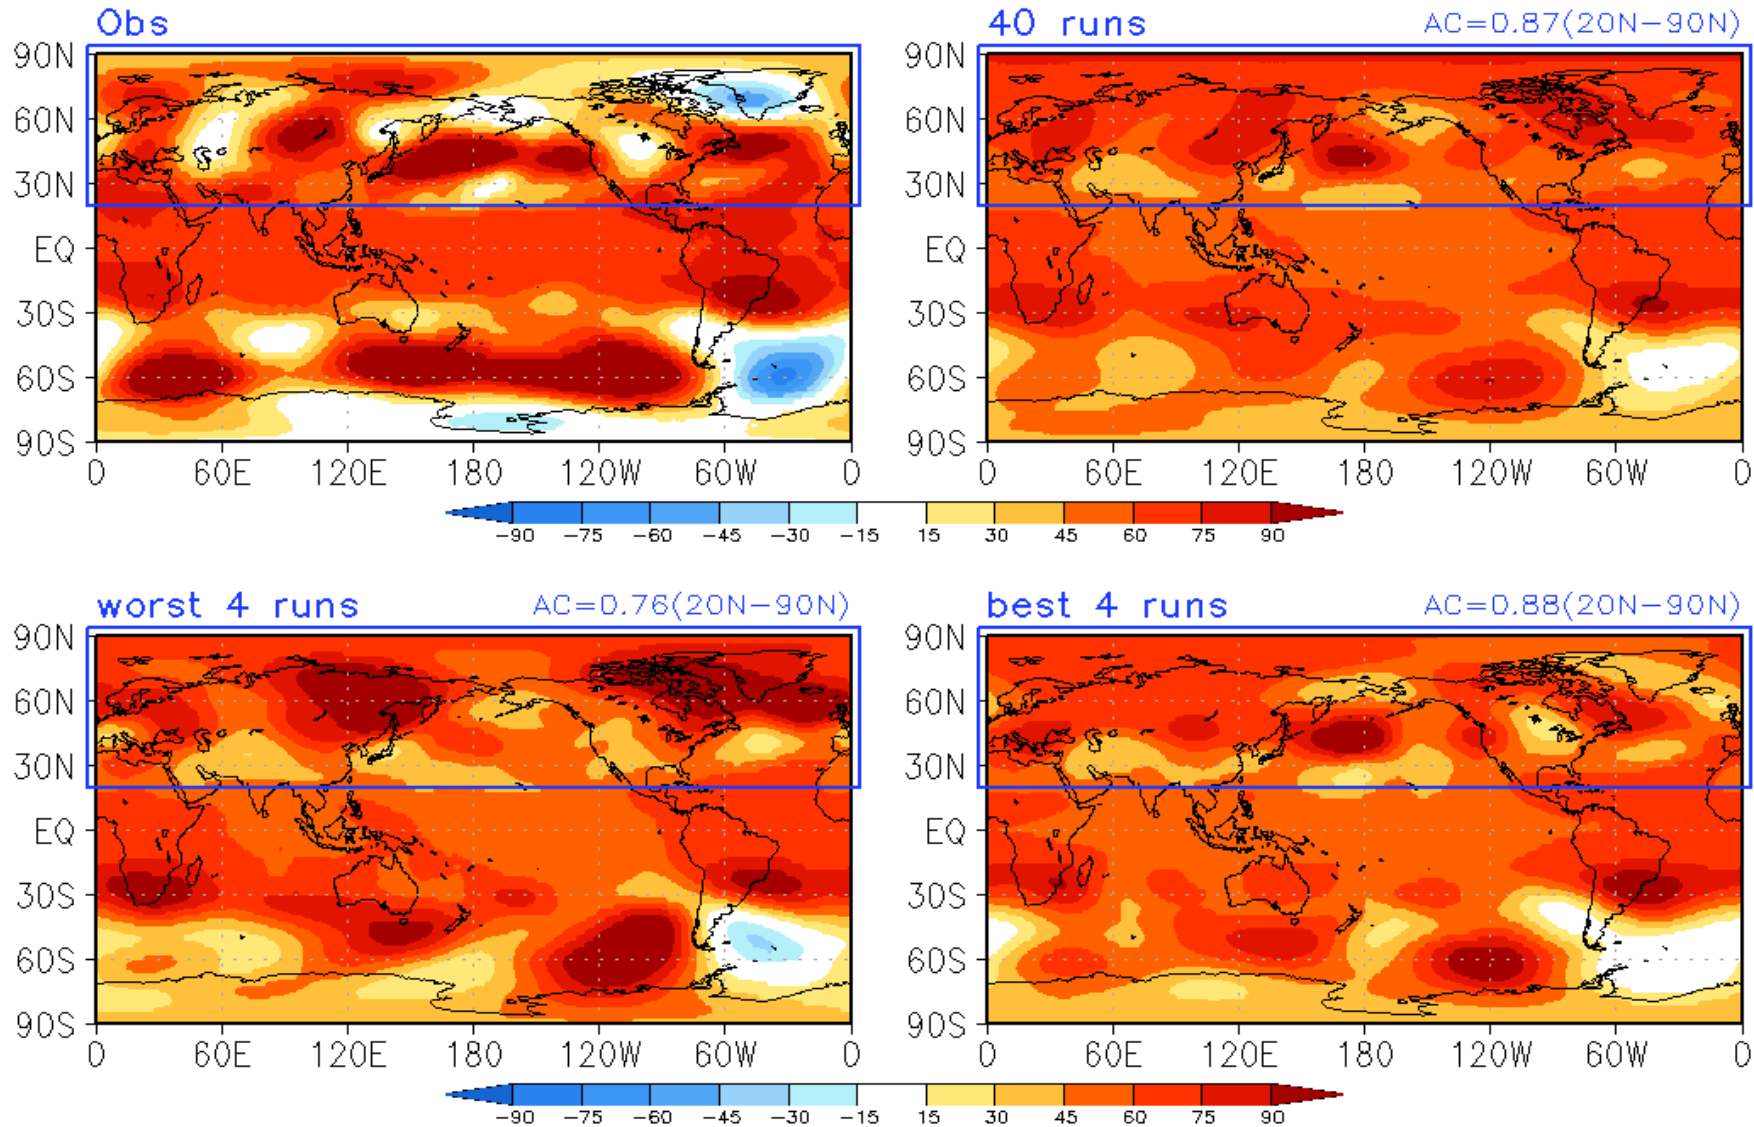 Obs
40 runs AC=0.87(20N−90N)
90N
60N
30N
EQ
30S
60S
90S
0 60E 120E 180 120W 60W 0
90N
60N
30N
EQ
30S
60S
90S
0 60E 120E 180 120W 60W 0
−90 −75 −60 −45 −30 −15 15 30 45 60 75 90
worst 4 runs AC=0.76(20N−90N)
best 4 runs AC=0.88(20N−90N)
90N
60N
30N
EQ
30S
60S
90S
0 60E 120E 180 120W 60W 0
90N
60N
30N
EQ
30S
60S
90S
0 60E 120E 180 120W 60W 0
−90 −75 −60 −45 −30 −15 15 30 45 60 75 90